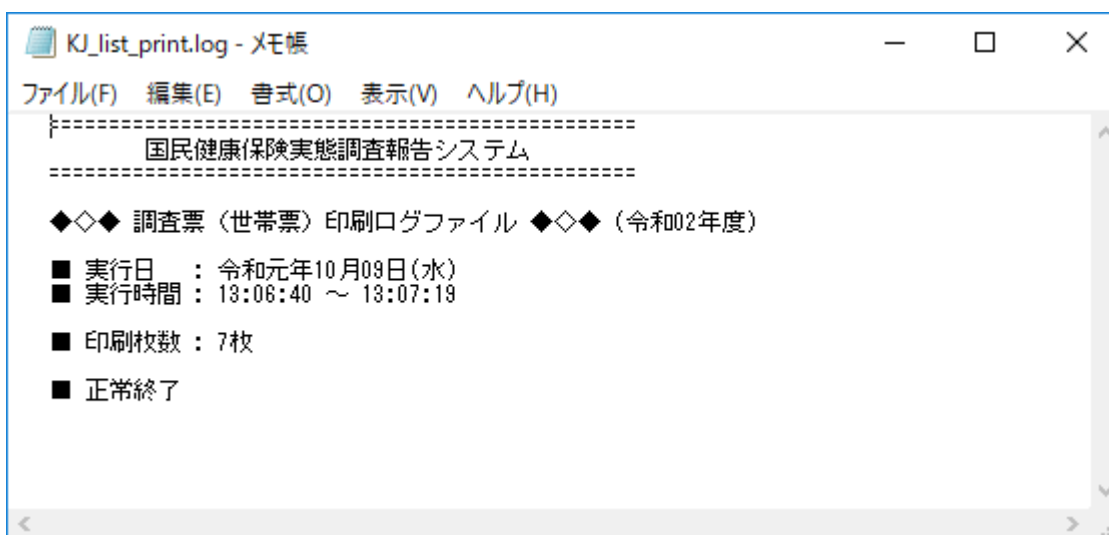 KJ_list_print.log - メモ帳
ファイル(F) 編集(E) 書式(O) 表示(V) ヘルプ(H)
=================================================
国民健康保険実態調査報告システム
=================================================
◆◇◆ 調査票（世帯票）印刷ログファイル ◆◇◆（令和02年度）
■ 実行日 ： 令和元年10月09日(水)
■ 実行時間 ： 13:06:40 ～ 13:07:19
■ 印刷枚数 ： 7枚
■ 正常終了